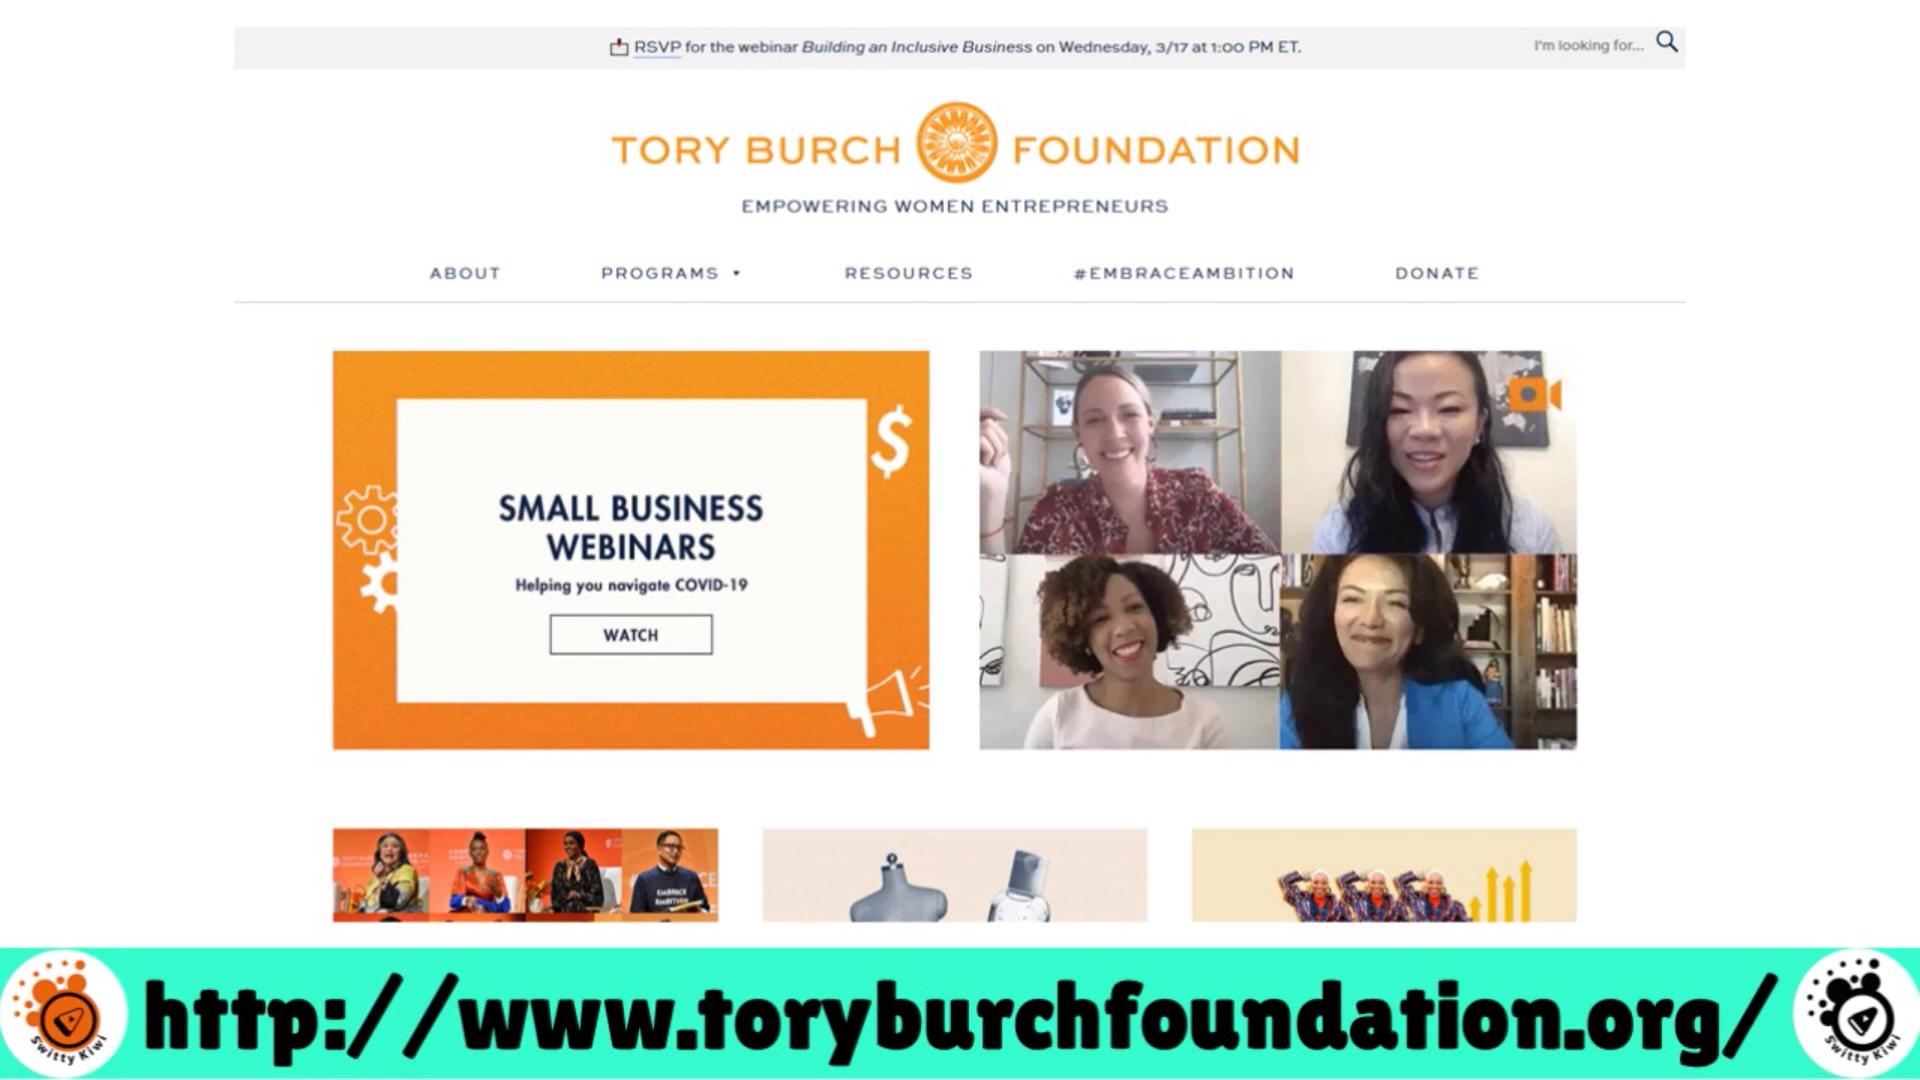 RSVP for the webinar Building an Inclusive Business on Wednesday, 3/17 at 1:00 PM ET.
I'm looking for...
TORY BURCH FOUNDATION
EMPOWERING WOMEN ENTREPRENEURS
ABOUT PROGRAMS RESOURCES #EMBRACEAMBITION DONATE
SMALL BUSINESS
WEBINARS
Helping you navigate COVID-19
WATCH
$
EMBRACE
AMBITION
http://www.toryburchfoundation.org/
Switty Kiwi
Switty Kiwi